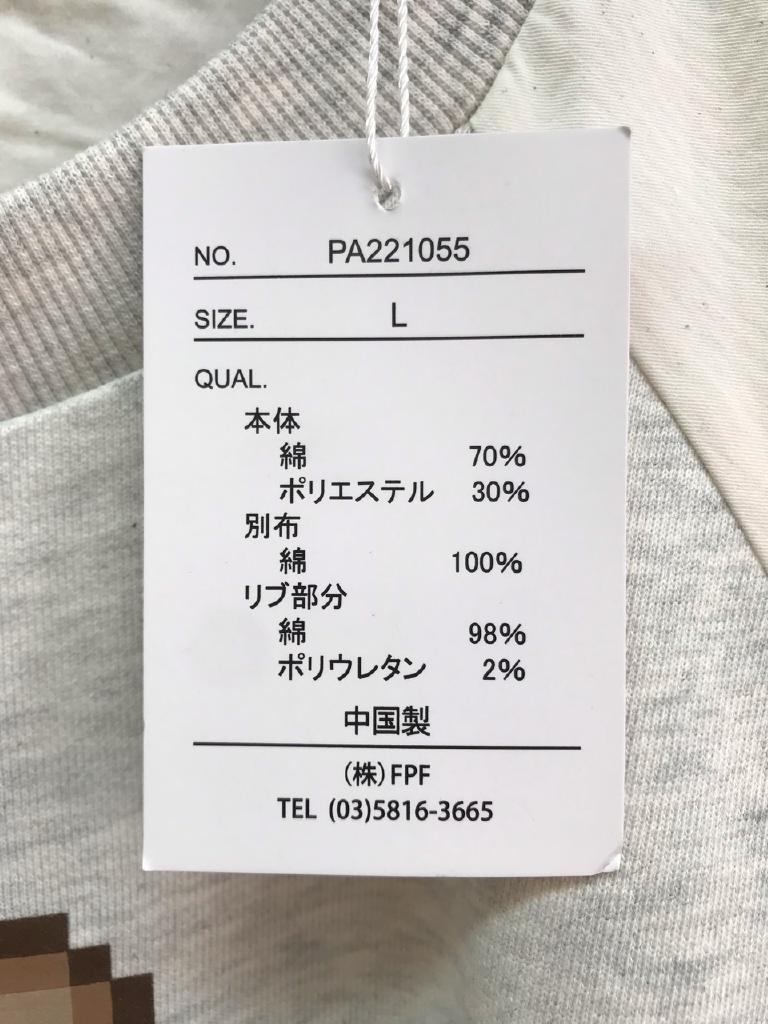 NO. PA221055
SIZE. L
QUAL.
本体
綿 70%
ポリエステル 30%
別布
綿 100%
リブ部分
綿 98%
ポリウレタン 2%
中国製
(株)FPF
TEL (03)5816-3665